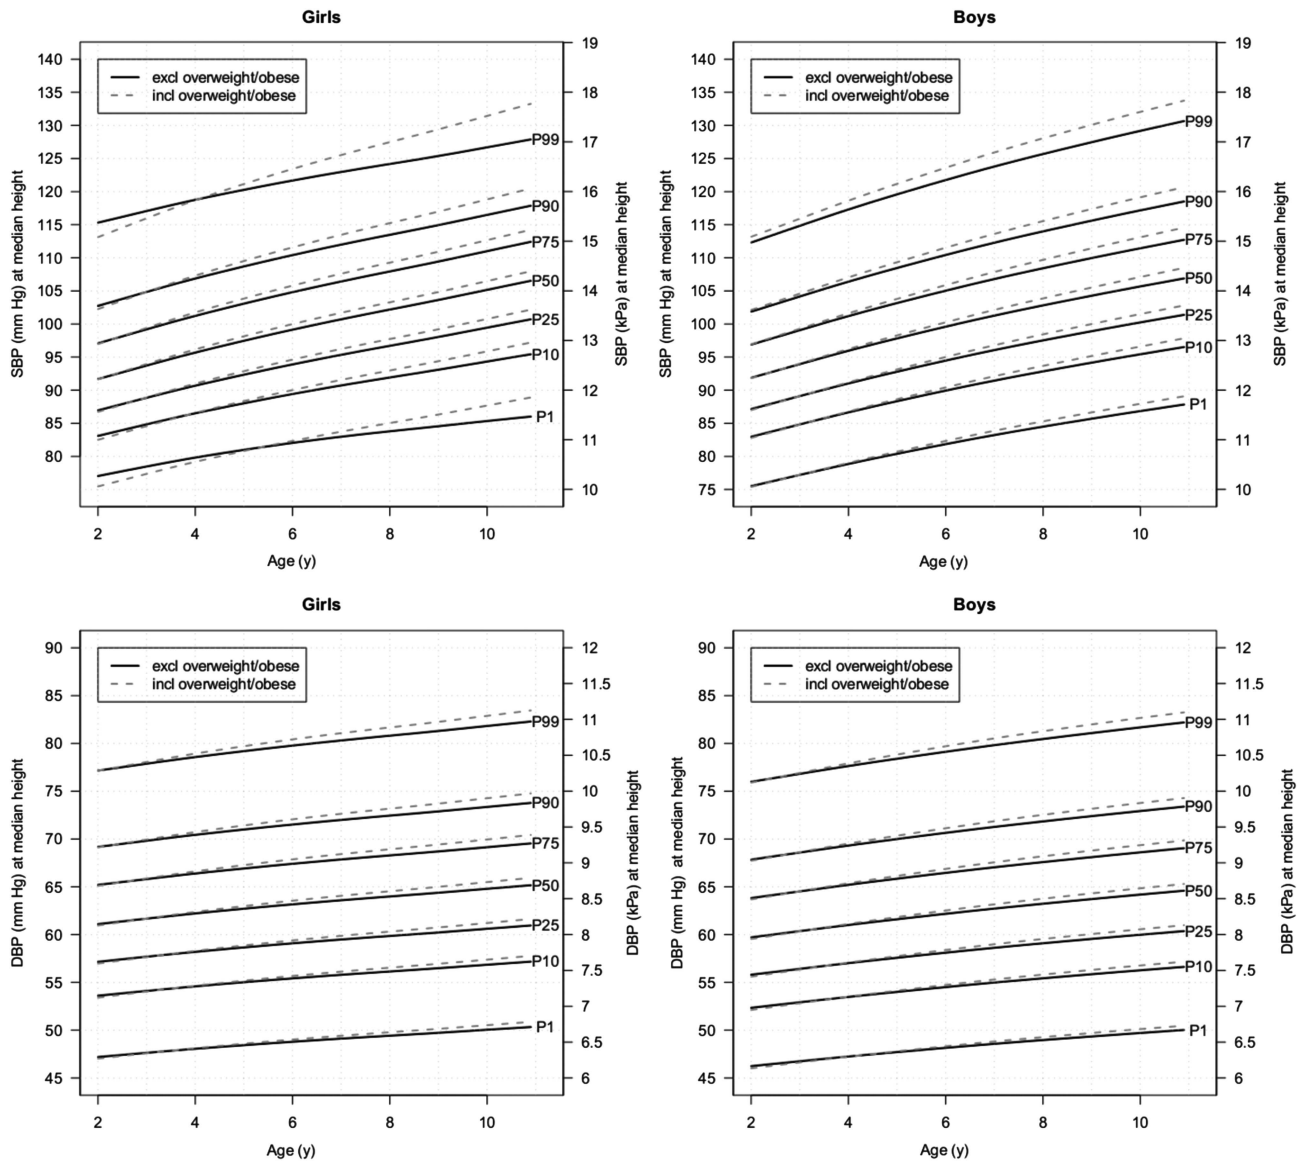 Girls
SBP (mm Hg) at median height
140
135
130
125
120
115
110
105
100
95
90
85
80
excl overweight/obese
incl overweight/obese
P99
P90
P75
P50
P25
P10
P1
19
18
17
16
15
14
13
12
11
10
SBP (kPa) at median height
2 4 6 8 10
Age (y)
Boys
SBP (mm Hg) at median height
140
135
130
125
120
115
110
105
100
95
90
85
80
75
excl overweight/obese
incl overweight/obese
P99
P90
P75
P50
P25
P10
P1
19
18
17
16
15
14
13
12
11
10
SBP (kPa) at median height
2 4 6 8 10
Age (y)
Girls
DBP (mm Hg) at median height
90
85
80
75
70
65
60
55
50
45
excl overweight/obese
incl overweight/obese
P99
P90
P75
P50
P25
P10
P1
12
11.5
11
10.5
10
9.5
9
8.5
8
7.5
7
6.5
6
DBP (kPa) at median height
2 4 6 8 10
Age (y)
Boys
DBP (mm Hg) at median height
90
85
80
75
70
65
60
55
50
45
excl overweight/obese
incl overweight/obese
P99
P90
P75
P50
P25
P10
P1
12
11.5
11
10.5
10
9.5
9
8.5
8
7.5
7
6.5
6
DBP (kPa) at median height
2 4 6 8 10
Age (y)